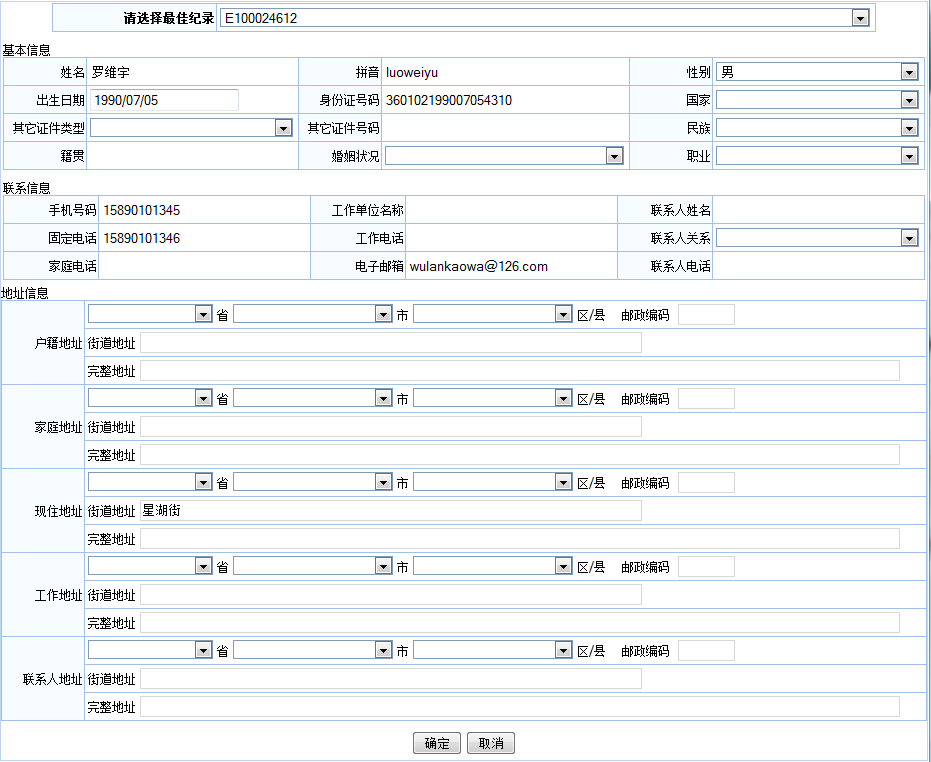 请选择最佳纪录 E100024612
基本信息
姓名 罗维宇 拼音 luoweiyu 性别 男
出生日期 1990/07/05 身份证号码 360102199007054310 国家
其它证件类型 其它证件号码 民族
籍贯 婚姻状况 职业
联系信息
手机号码 15890101345 工作单位名称 联系人姓名
固定电话 15890101346 工作电话 联系人关系
家庭电话 电子邮箱 wulankaowa@126.com 联系人电话
地址信息
省 市 区/县 邮政编码
户籍地址 街道地址
完整地址
省 市 区/县 邮政编码
家庭地址 街道地址
完整地址
省 市 区/县 邮政编码
现住地址 街道地址 星湖街
完整地址
省 市 区/县 邮政编码
工作地址 街道地址
完整地址
省 市 区/县 邮政编码
联系人地址 街道地址
完整地址
确定 取消